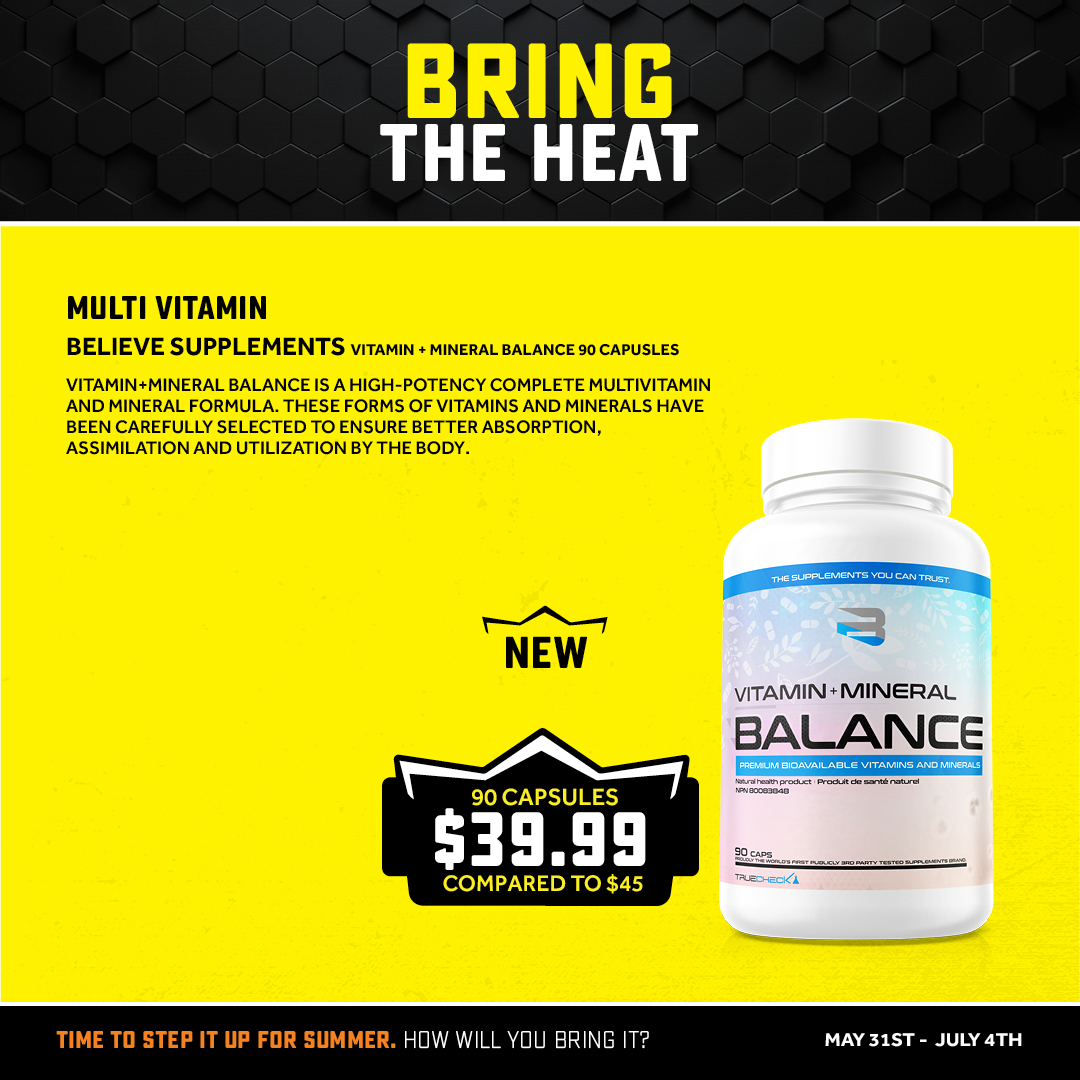 BRING
THE HEAT
MULTI VITAMIN
BELIEVE SUPPLEMENTS VITAMIN + MINERAL BALANCE 90 CAPUSLES
VITAMIN+MINERAL BALANCE IS A HIGH-POTENCY COMPLETE MULTIVITAMIN
AND MINERAL FORMULA. THESE FORMS OF VITAMINS AND MINERALS HAVE
BEEN CAREFULLY SELECTED TO ENSURE BETTER ABSORPTION,
ASSIMILATION AND UTILIZATION BY THE BODY.
NEW
90 CAPSULES
$39.99
COMPARED TO $45
THE SUPPLEMENTS YOU CAN TRUST.
B
VITAMIN+MINERAL
BALANCE
PREMIUM BIOAVAILABLE VITAMINS AND MINERALS
Natural health product · Produit de santé naturel
NPN 80083848
90 CAPS
PROUDLY THE WORLD'S FIRST PUBLICLY 3RD PARTY TESTED SUPPLEMENTS BRAND.
TRUECHECK
TIME TO STEP IT UP FOR SUMMER. HOW WILL YOU BRING IT?
MAY 31ST - JULY 4TH